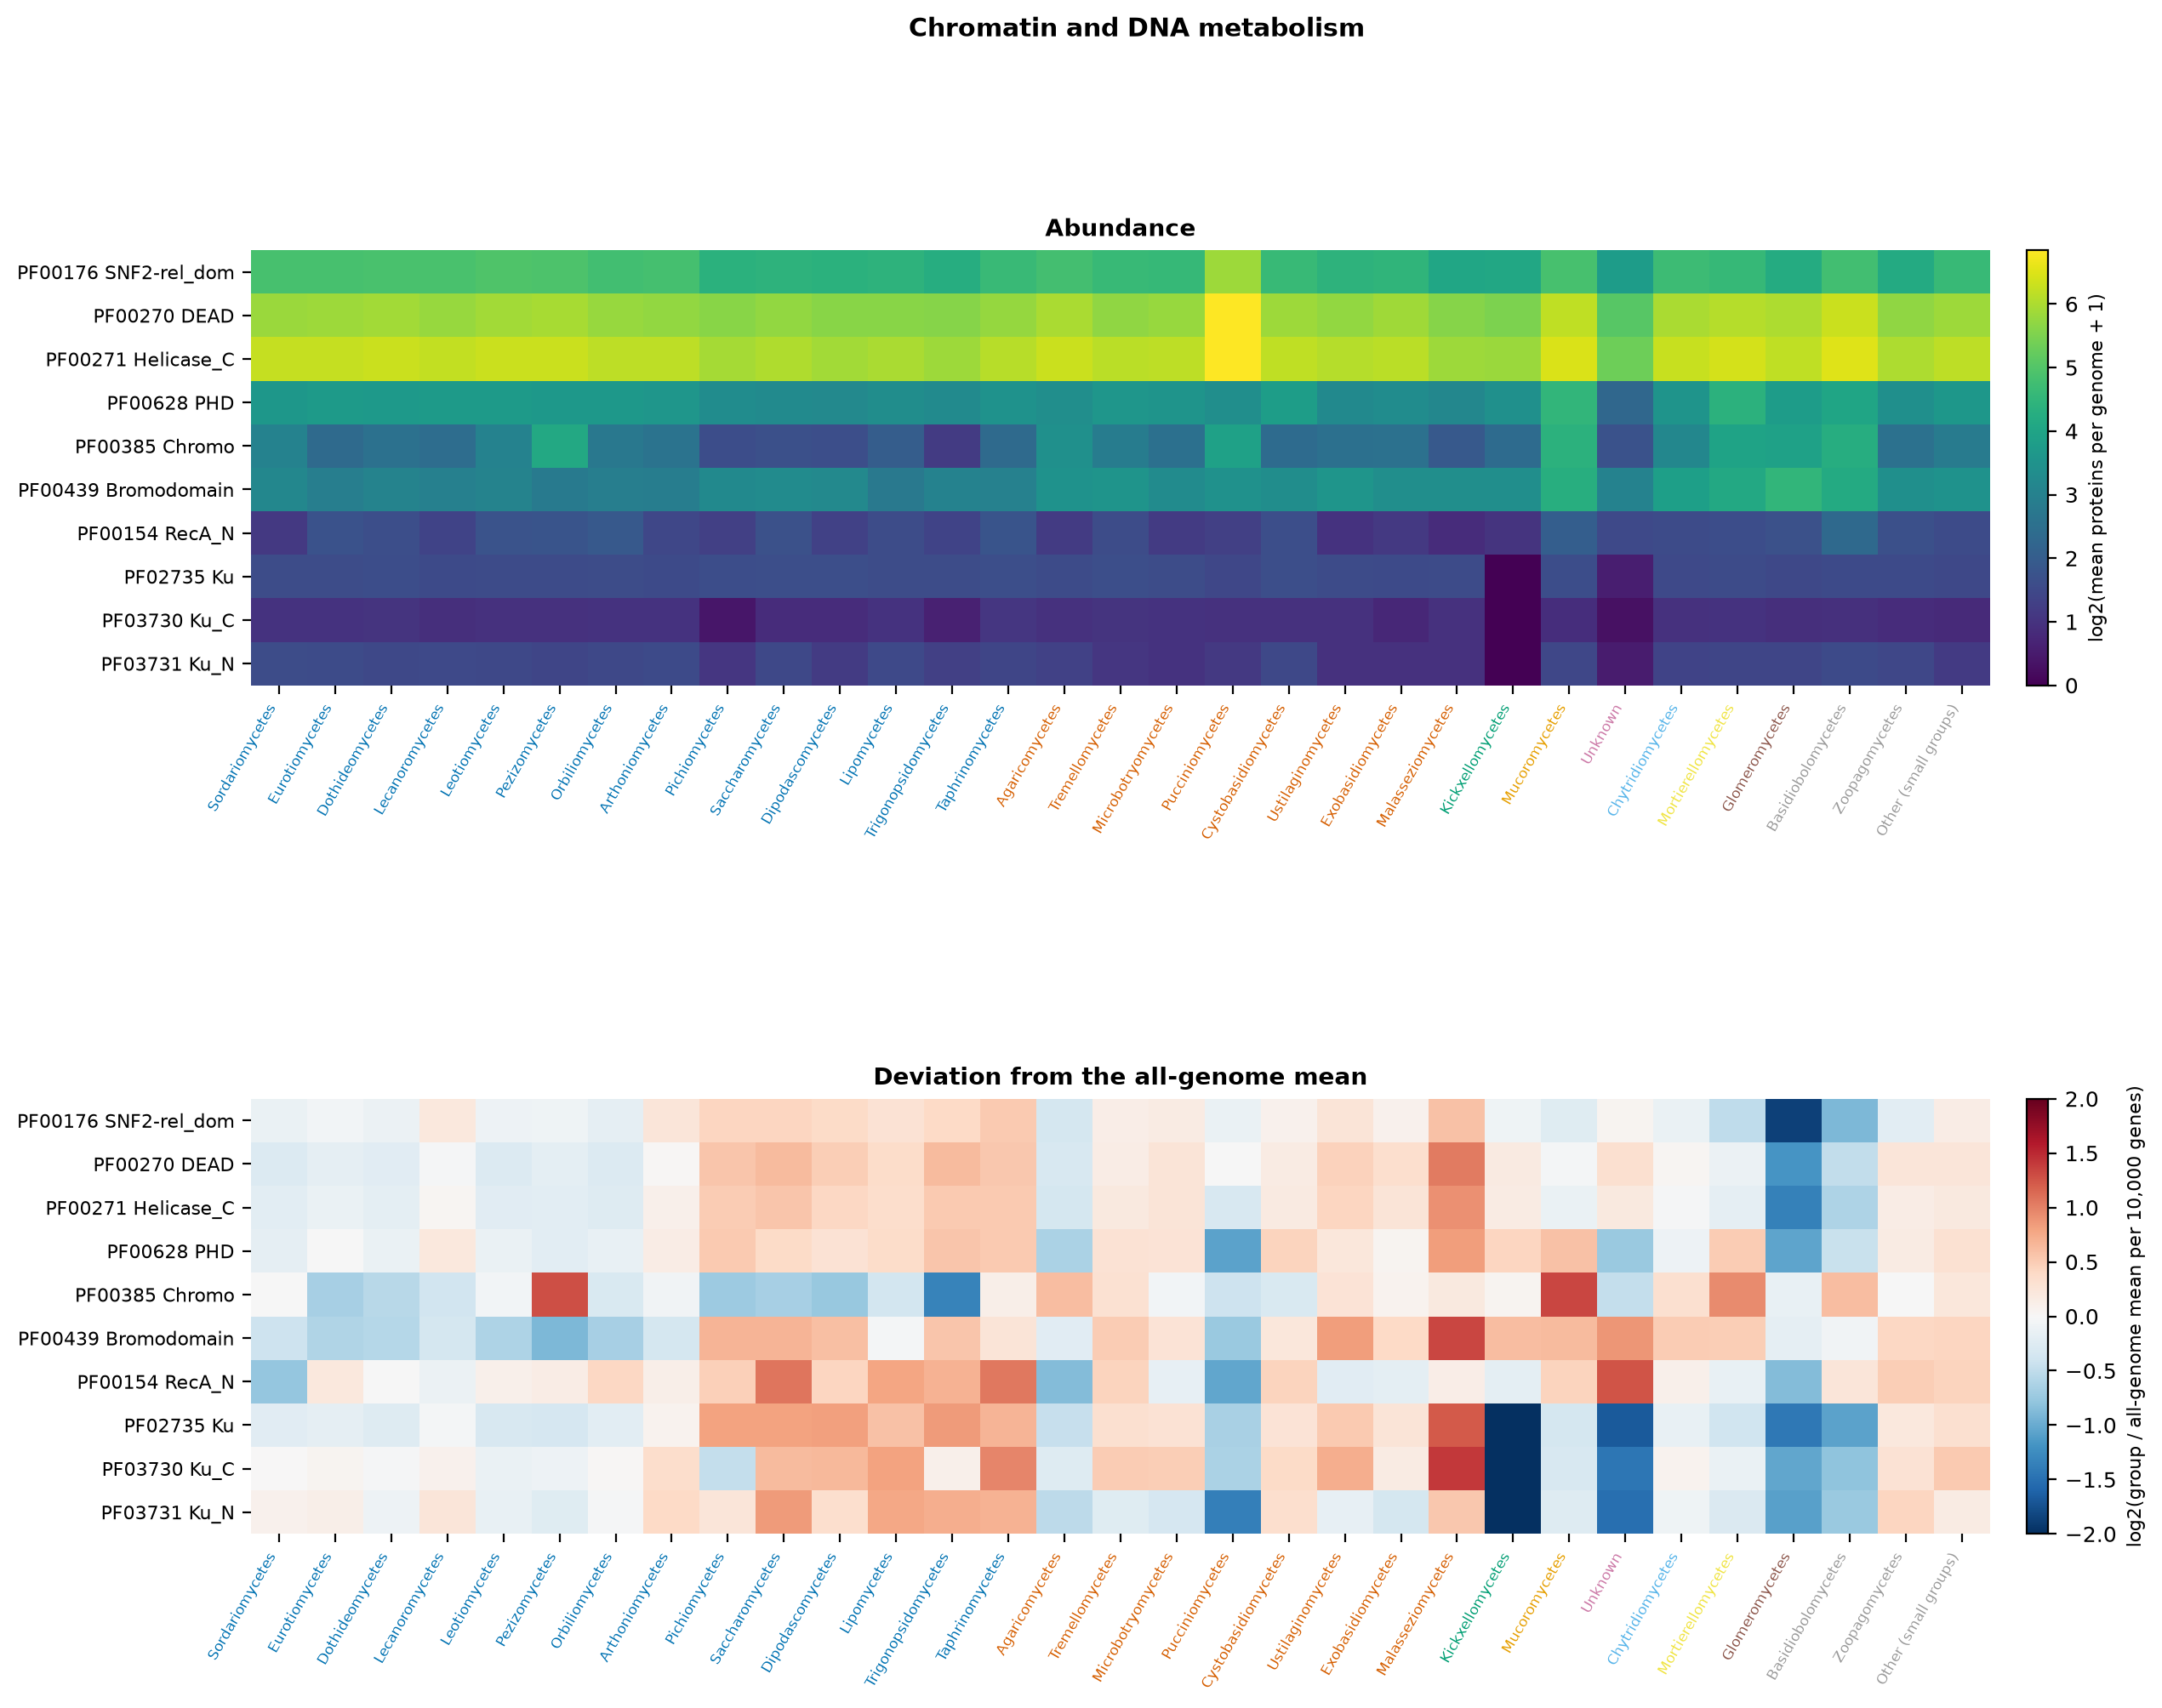 Chromatin and DNA metabolism
Abundance
PF00176 SNF2-rel_dom
PF00270 DEAD
PF00271 Helicase_C
PF00628 PHD
PF00385 Chromo
PF00439 Bromodomain
PF00154 RecA_N
PF02735 Ku
PF03730 Ku_C
PF03731 Ku_N
Sordariomycetes
Eurotiomycetes
Dothideomycetes
Lecanoromycetes
Leotiomycetes
Pezizomycetes
Orbiliomycetes
Arthoniomycetes
Pichiomycetes
Saccharomycetes
Dipodascomycetes
Lipomycetes
Trigonopsidomycetes
Taphrinomycetes
Agaricomycetes
Tremellomycetes
Microbotryomycetes
Pucciniomycetes
Cystobasidiomycetes
Ustilaginomycetes
Exobasidiomycetes
Malasseziomycetes
Kickxellomycetes
Mucoromycetes
Unknown
Chytridiomycetes
Mortierellomycetes
Glomeromycetes
Basidiobolomycetes
Zoopagomycetes
Other (small groups)
6
5
4
3
2
1
0
log2(mean proteins per genome + 1)
Deviation from the all-genome mean
PF00176 SNF2-rel_dom
PF00270 DEAD
PF00271 Helicase_C
PF00628 PHD
PF00385 Chromo
PF00439 Bromodomain
PF00154 RecA_N
PF02735 Ku
PF03730 Ku_C
PF03731 Ku_N
Sordariomycetes
Eurotiomycetes
Dothideomycetes
Lecanoromycetes
Leotiomycetes
Pezizomycetes
Orbiliomycetes
Arthoniomycetes
Pichiomycetes
Saccharomycetes
Dipodascomycetes
Lipomycetes
Trigonopsidomycetes
Taphrinomycetes
Agaricomycetes
Tremellomycetes
Microbotryomycetes
Pucciniomycetes
Cystobasidiomycetes
Ustilaginomycetes
Exobasidiomycetes
Malasseziomycetes
Kickxellomycetes
Mucoromycetes
Unknown
Chytridiomycetes
Mortierellomycetes
Glomeromycetes
Basidiobolomycetes
Zoopagomycetes
Other (small groups)
2.0
1.5
1.0
0.5
0.0
−0.5
−1.0
−1.5
−2.0
log2(group / all-genome mean per 10,000 genes)